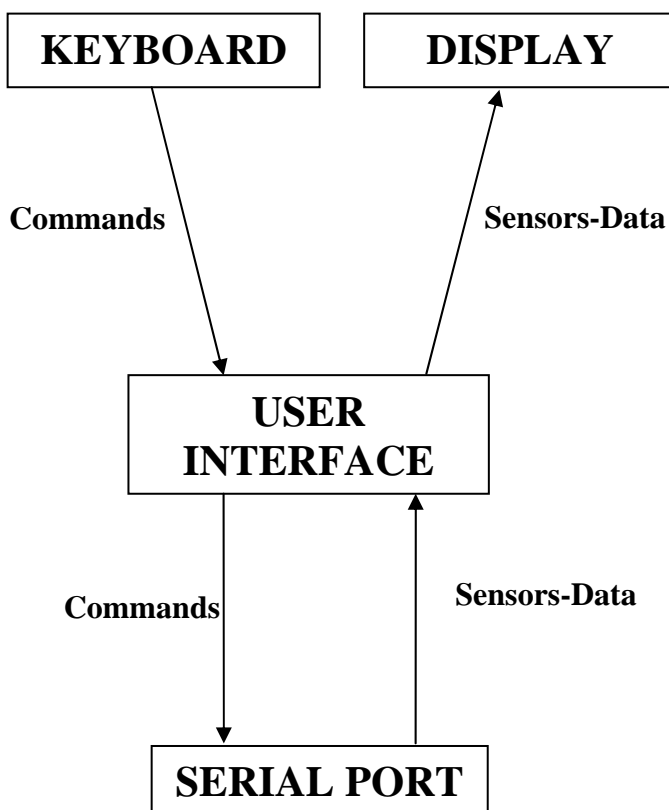 KEYBOARD
DISPLAY
Commands
Sensors-Data
USER
INTERFACE
Commands
Sensors-Data
SERIAL PORT